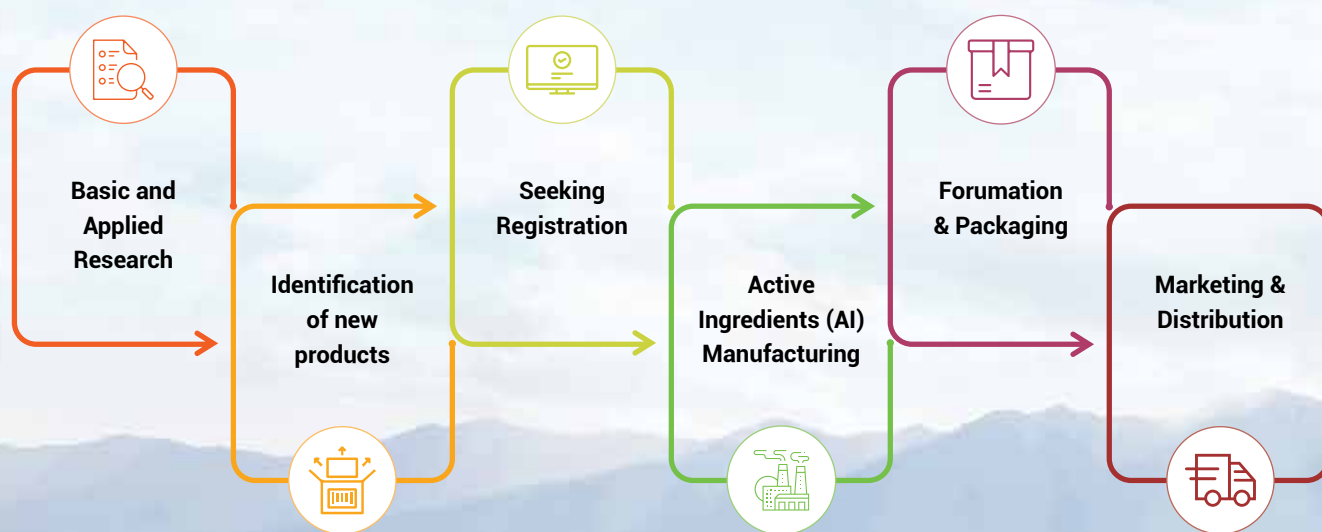 Basic and
Applied
Research
Identification
of new
products
Seeking
Registration
Active
Ingredients (AI)
Manufacturing
Forumation
& Packaging
Marketing &
Distribution